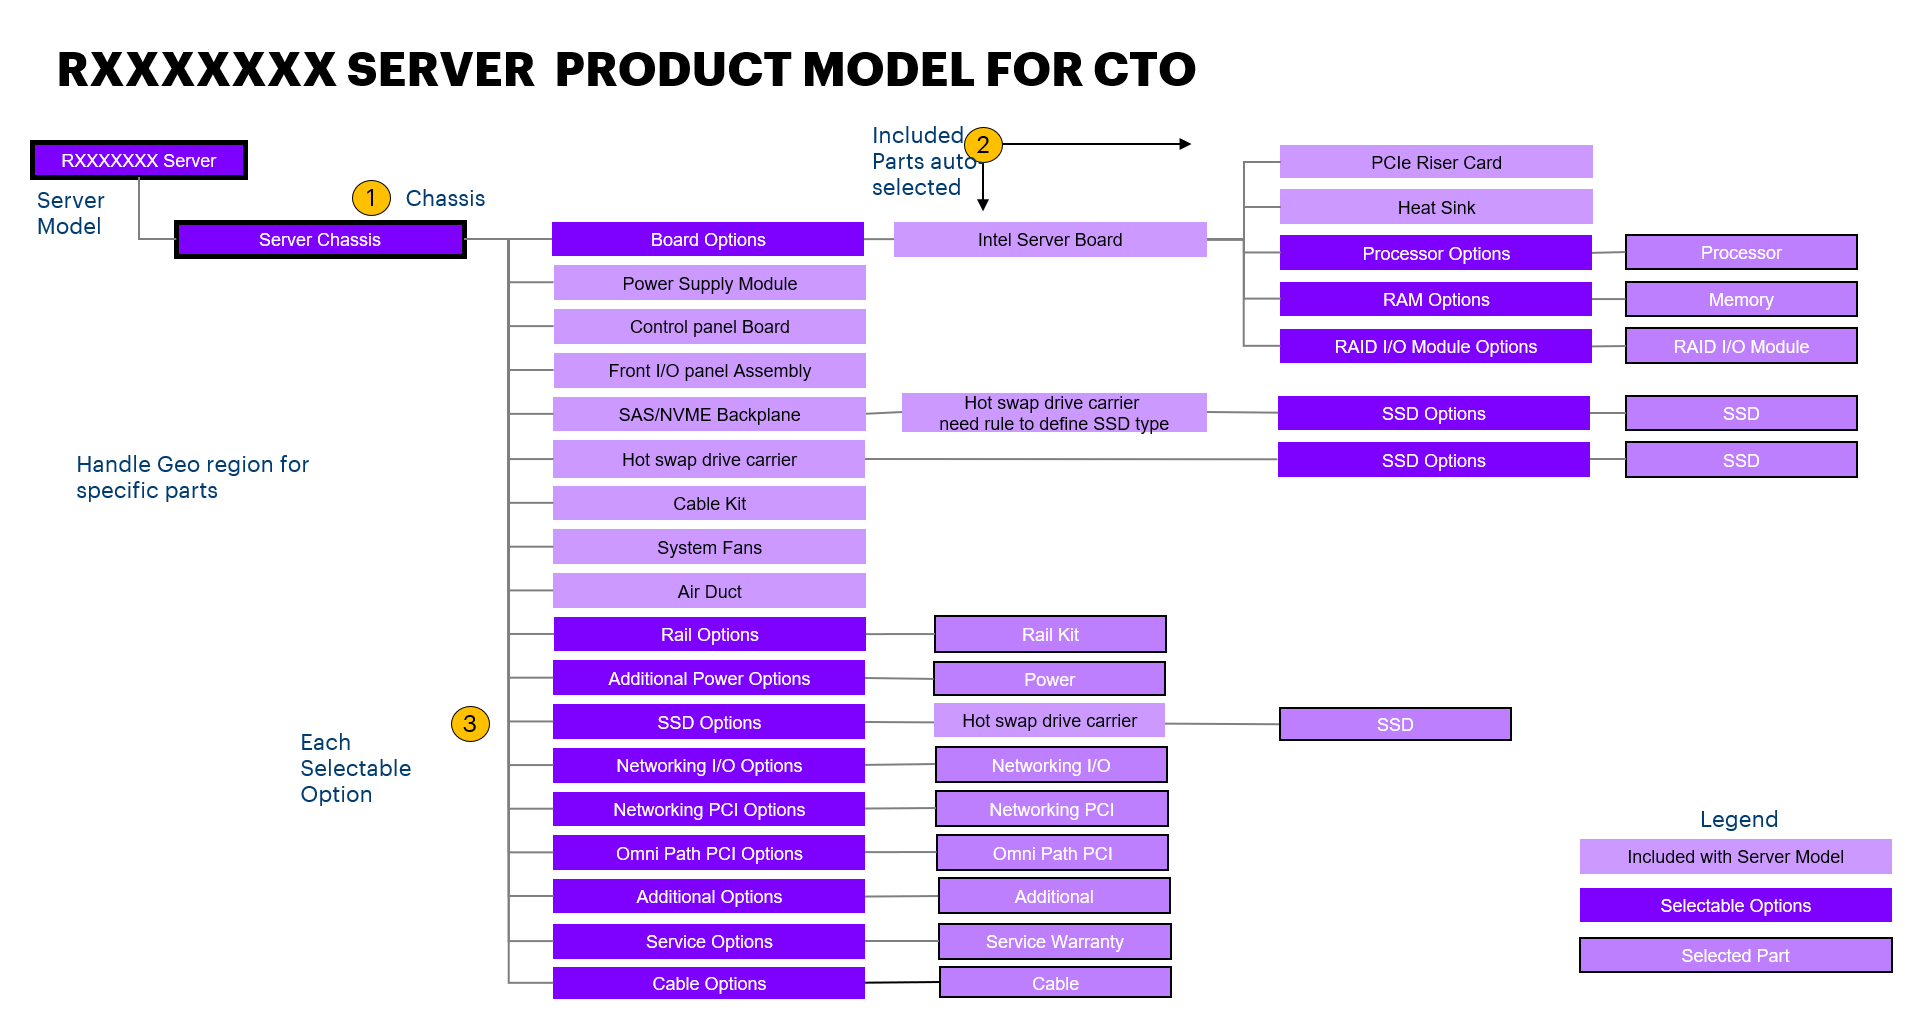 RXXXXXXX SERVER  PRODUCT MODEL FOR CTO
RXXXXXXX Server
Server
Model
1
Chassis
Server Chassis
Included
Parts auto
selected
2
Board Options
Intel Server Board
PCIe Riser Card
Heat Sink
Processor Options
Processor
RAM Options
Memory
RAID I/O Module Options
RAID I/O Module
Power Supply Module
Control panel Board
Front I/O panel Assembly
SAS/NVME Backplane
Hot swap drive carrier
need rule to define SSD type
SSD Options
SSD
Hot swap drive carrier
SSD Options
SSD
Handle Geo region for
specific parts
Cable Kit
System Fans
Air Duct
Rail Options
Rail Kit
Additional Power Options
Power
3
Each
Selectable
Option
SSD Options
Hot swap drive carrier
SSD
Networking I/O Options
Networking I/O
Networking PCI Options
Networking PCI
Omni Path PCI Options
Omni Path PCI
Additional Options
Additional
Service Options
Service Warranty
Cable Options
Cable
Legend
Included with Server Model
Selectable Options
Selected Part